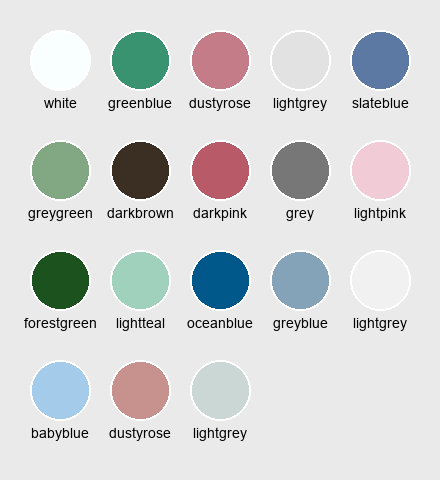 white greenblue dustyrose lightgrey slateblue
greygreen darkbrown darkpink grey lightpink
forestgreen lightteal oceanblue greyblue lightgrey
babyblue dustyrose lightgrey